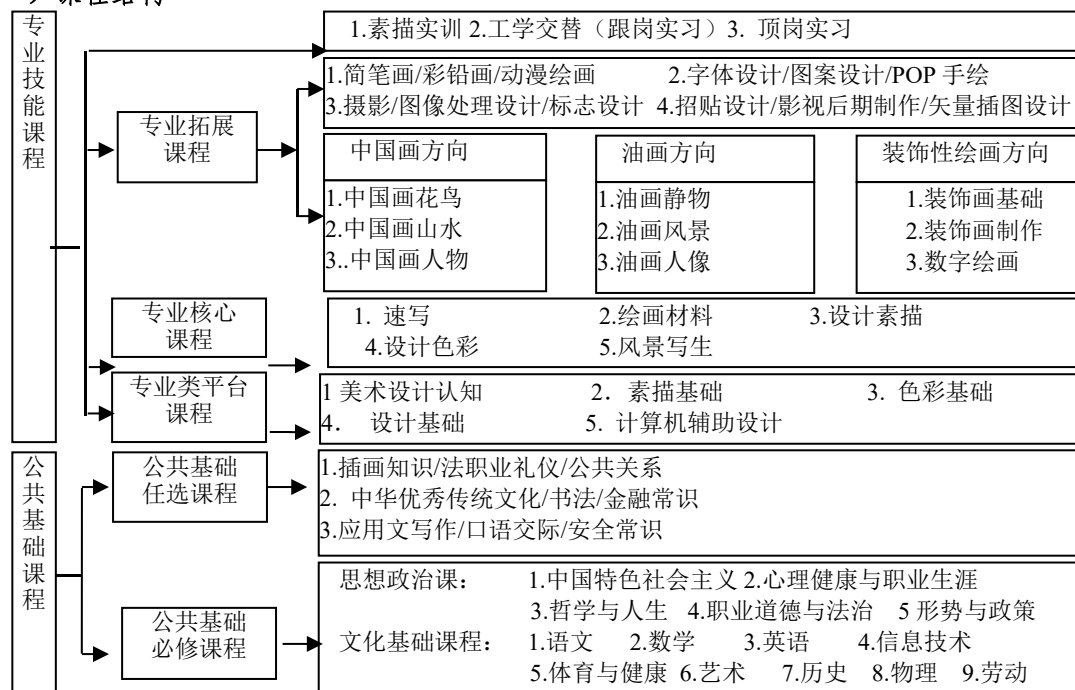 专业技能课程
1.素描实训 2.工学交替（跟岗实习）3. 顶岗实习
专业拓展
课程
1.简笔画/彩铅画/动漫绘画 2.字体设计/图案设计/POP 手绘
3.摄影/图像处理设计/标志设计 4.招贴设计/影视后期制作/矢量插图设计
中国画方向
1.中国画花鸟
2.中国画山水
3..中国画人物
油画方向
1.油画静物
2.油画风景
3.油画人像
装饰性绘画方向
1.装饰画基础
2.装饰画制作
3.数字绘画
专业核心
课程
1. 速写 2.绘画材料 3.设计素描
4.设计色彩 5.风景写生
专业类平台
课程
1 美术设计认知 2. 素描基础 3. 色彩基础
4. 设计基础 5. 计算机辅助设计
公共基础课程
公共基础
任选课程
1.插画知识/法职业礼仪/公共关系
2. 中华优秀传统文化/书法/金融常识
3.应用文写作/口语交际/安全常识
公共基础
必修课程
思想政治课： 1.中国特色社会主义 2.心理健康与职业生涯
3.哲学与人生 4.职业道德与法治 5 形势与政策
文化基础课程： 1.语文 2.数学 3.英语 4.信息技术
5.体育与健康 6.艺术 7.历史 8.物理 9.劳动